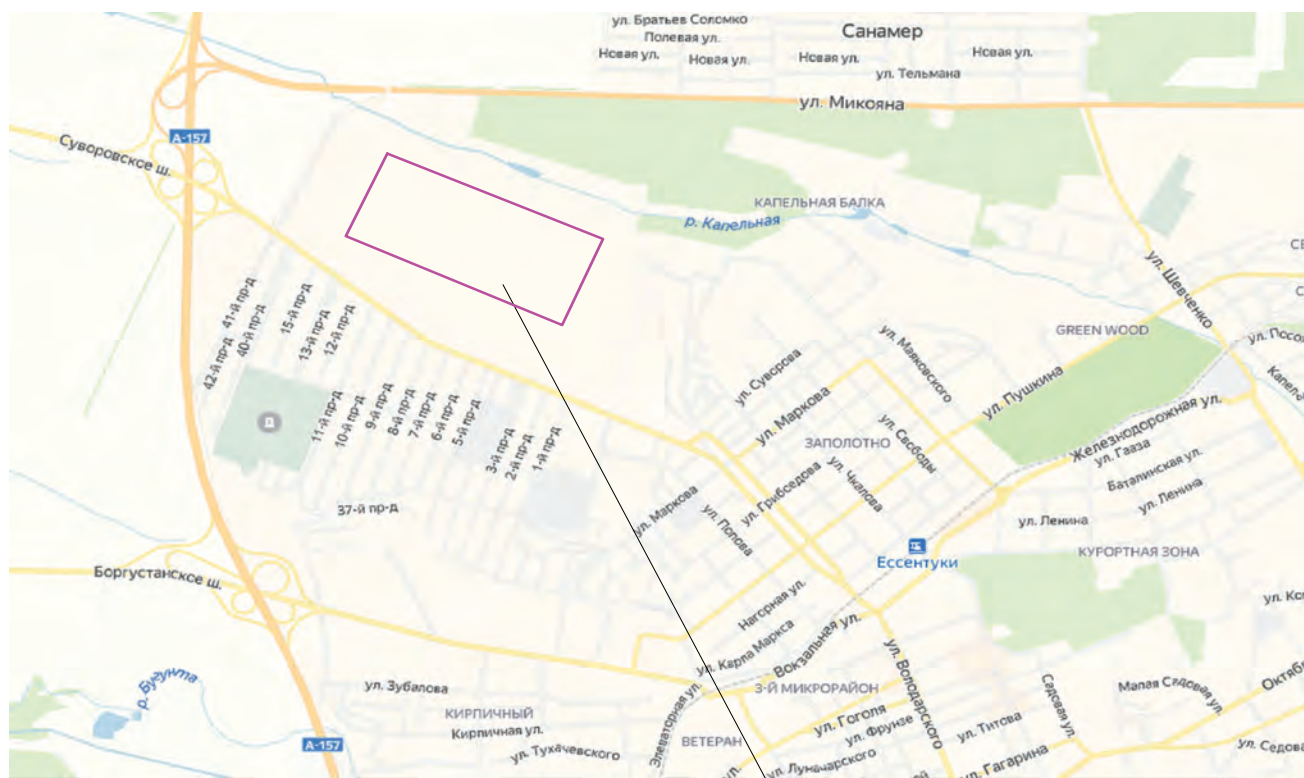 ул. Братьев Соломко
Полевая ул.
Санамер
Новая ул.
Новая ул.
Новая ул.
Новая ул.
ул. Тельмана
ул. Микояна
А-157
Суворовское ш.
КАПЕЛЬНАЯ БАЛКА
р. Капельная
ул. Шевченко
41-й пр-д
40-й пр-д
42-й пр-д
15-й пр-д
13-й пр-д
12-й пр-д
GREEN WOOD
ул. Маяковского
ул. Суворова
ул. Пушкина
ул. Маркова
11-й пр-д
10-й пр-д
9-й пр-д
8-й пр-д
7-й пр-д
6-й пр-д
5-й пр-д
3-й пр-д
2-й пр-д
1-й пр-д
ЗАПОЛОТНО
ул. Свободы
Железнодорожная ул.
ул. Гааза
Баталинская ул.
ул. Ленина
ул. Ленина
ул. Грибоедова
ул. Чкалова
ул. Маркова
ул. Попова
37-й пр-д
Ессентуки
КУРОРТНАЯ ЗОНА
Боргустанское ш.
Нагорная ул.
ул. Карла Маркса
Вокзальная ул.
ул. Володарского
р. Бугунта
ул. Зубалова
КИРПИЧНЫЙ
Кирпичная ул.
ул. Тухачевского
А-157
Элеваторная ул.
3-Й МИКРОРАЙОН
ВЕТЕРАН
ул. Гоголя
ул. Фрунзе
ул. Луначарского
ул. Титова
ул. Гагарина
Садовая ул.
Малая Садовая ул.
ул. Седова